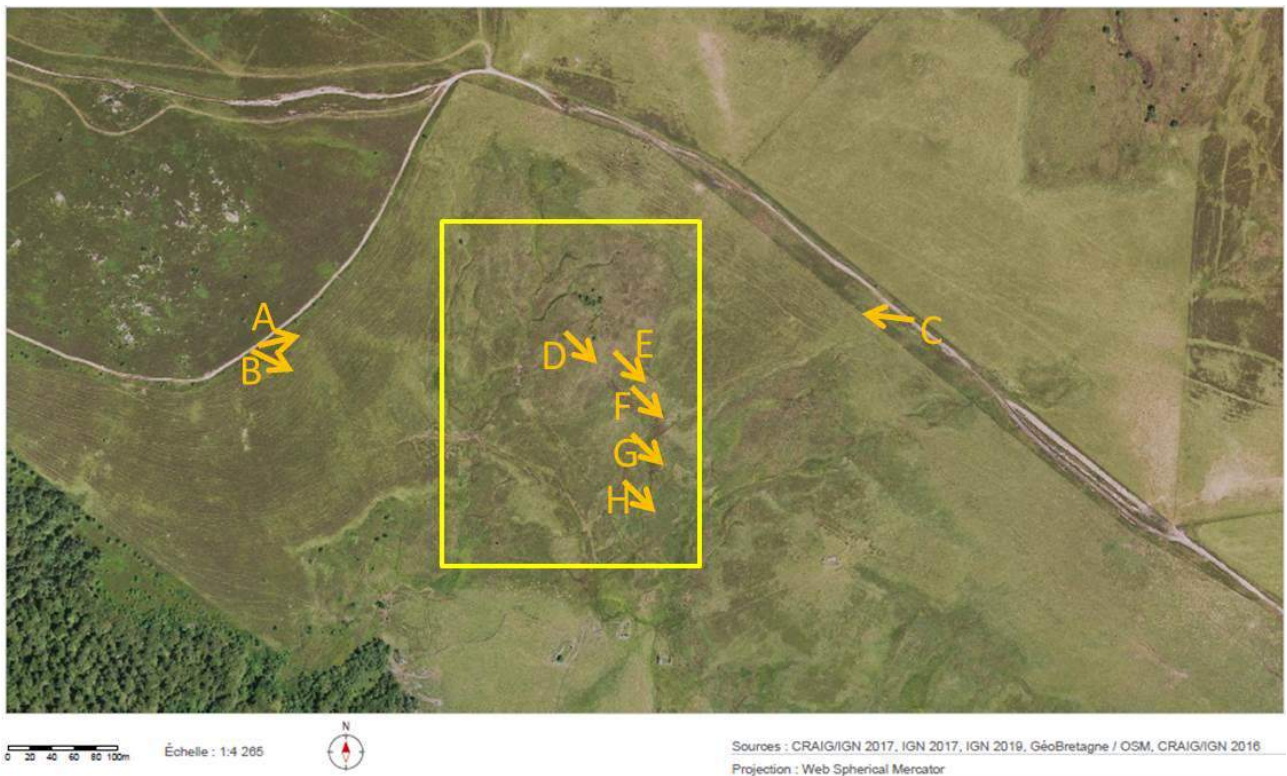 A
B
C
D
E
F
G
H
N
0 20 40 60 80 100m
Échelle : 1:4 265
Sources : CRAIG/IGN 2017, IGN 2017, IGN 2019, GéoBretagne / OSM, CRAIG/IGN 2016
Projection : Web Spherical Mercator